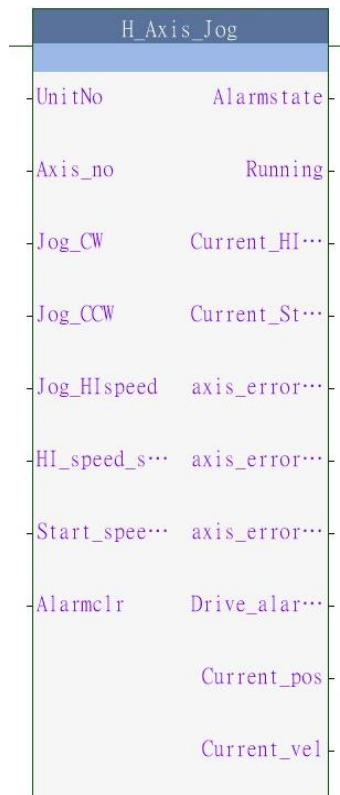 H_Axis_Jog
UnitNo Alarmstate
Axis_no Running
Jog_CW Current_HI…
Jog_CCW Current_St…
Jog_HIspeed axis_error…
HI_speed_s… axis_error…
Start_spee… axis_error…
Alarmclr Drive_alar…
Current_pos
Current_vel